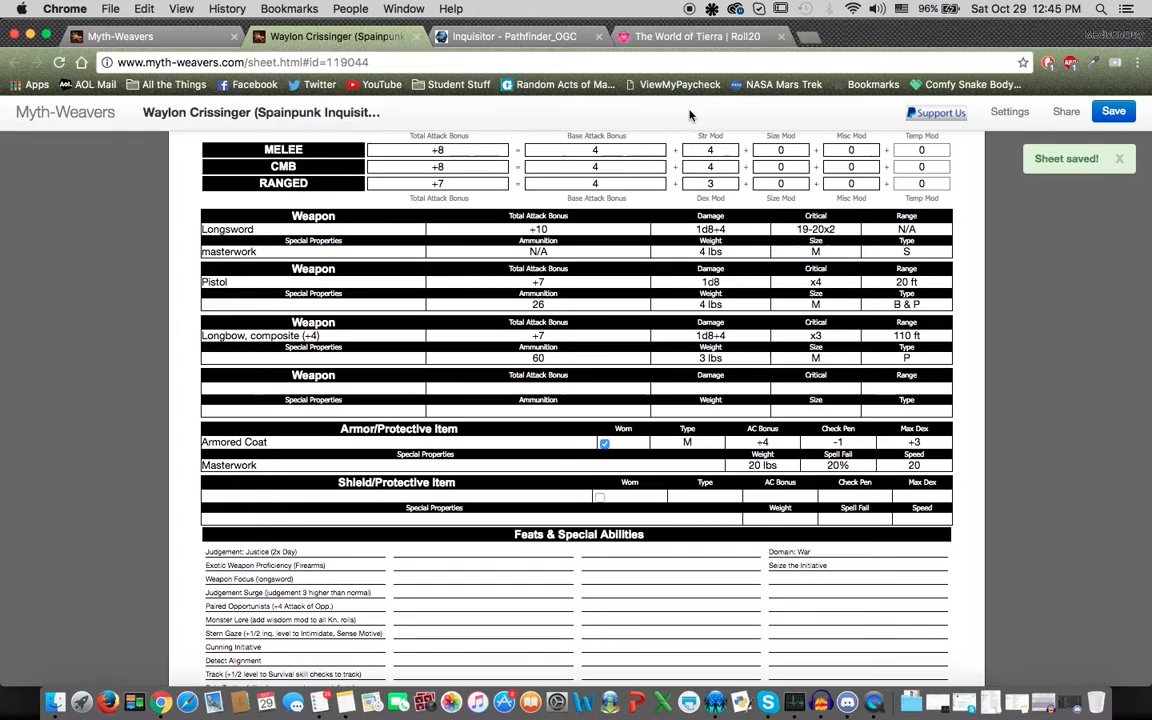 Chrome File Edit View History Bookmarks People Window Help 96% Sat Oct 29 12:45 PM
Myth-Weavers Waylon Crissinger (Spainpunk Inquisitor - Pathfinder_OGC The World of Tierra | Roll20
www.myth-weavers.com/sheet.html#id=119044
Apps AOL Mail All the Things Facebook Twitter YouTube Student Stuff Random Acts of Ma... ViewMyPaycheck NASA Mars Trek Bookmarks Comfy Snake Body...
Myth-Weavers Waylon Crissinger (Spainpunk Inquisit... Support Us Settings Share Save
Sheet saved! X
Total Attack Bonus Base Attack Bonus Str Mod Size Mod Misc Mod Temp Mod
MELEE +8 = 4 + 4 + 0 + 0 + 0
CMB +8 = 4 + 4 + 0 + 0 + 0
RANGED +7 = 4 + 3 + 0 + 0 + 0
Total Attack Bonus Base Attack Bonus Dex Mod Size Mod Misc Mod Temp Mod
Weapon Total Attack Bonus Damage Critical Range
Longsword +10 1d8+4 19-20x2 N/A
Special Properties Ammunition Weight Size Type
masterwork N/A 4 lbs M S
Weapon Total Attack Bonus Damage Critical Range
Pistol +7 1d8 x4 20 ft
Special Properties Ammunition Weight Size Type
26 4 lbs M B & P
Weapon Total Attack Bonus Damage Critical Range
Longbow, composite (+4) +7 1d8+4 x3 110 ft
Special Properties Ammunition Weight Size Type
60 3 lbs M P
Weapon Total Attack Bonus Damage Critical Range
Special Properties Ammunition Weight Size Type
Armor/Protective Item Worn Type AC Bonus Check Pen Max Dex
Armored Coat M +4 -1 +3
Special Properties Weight Spell Fail Speed
Masterwork 20 lbs 20% 20
Shield/Protective Item Worn Type AC Bonus Check Pen Max Dex
Special Properties Weight Spell Fail Speed
Feats & Special Abilities
Judgement: Justice (2x Day) Domain: War
Exotic Weapon Proficiency (Firearms) Seize the Initiative
Weapon Focus (longsword)
Judgement Surge (judgement 3 higher than normal)
Paired Opportunists (+4 Attack of Opp.)
Monster Lore (add wisdom mod to all Kn. rolls)
Stern Gaze (+1/2 inq. level to Intimidate, Sense Motive)
Cunning Initiative
Detect Alignment
Track (+1/2 level to Survival skill checks to track)